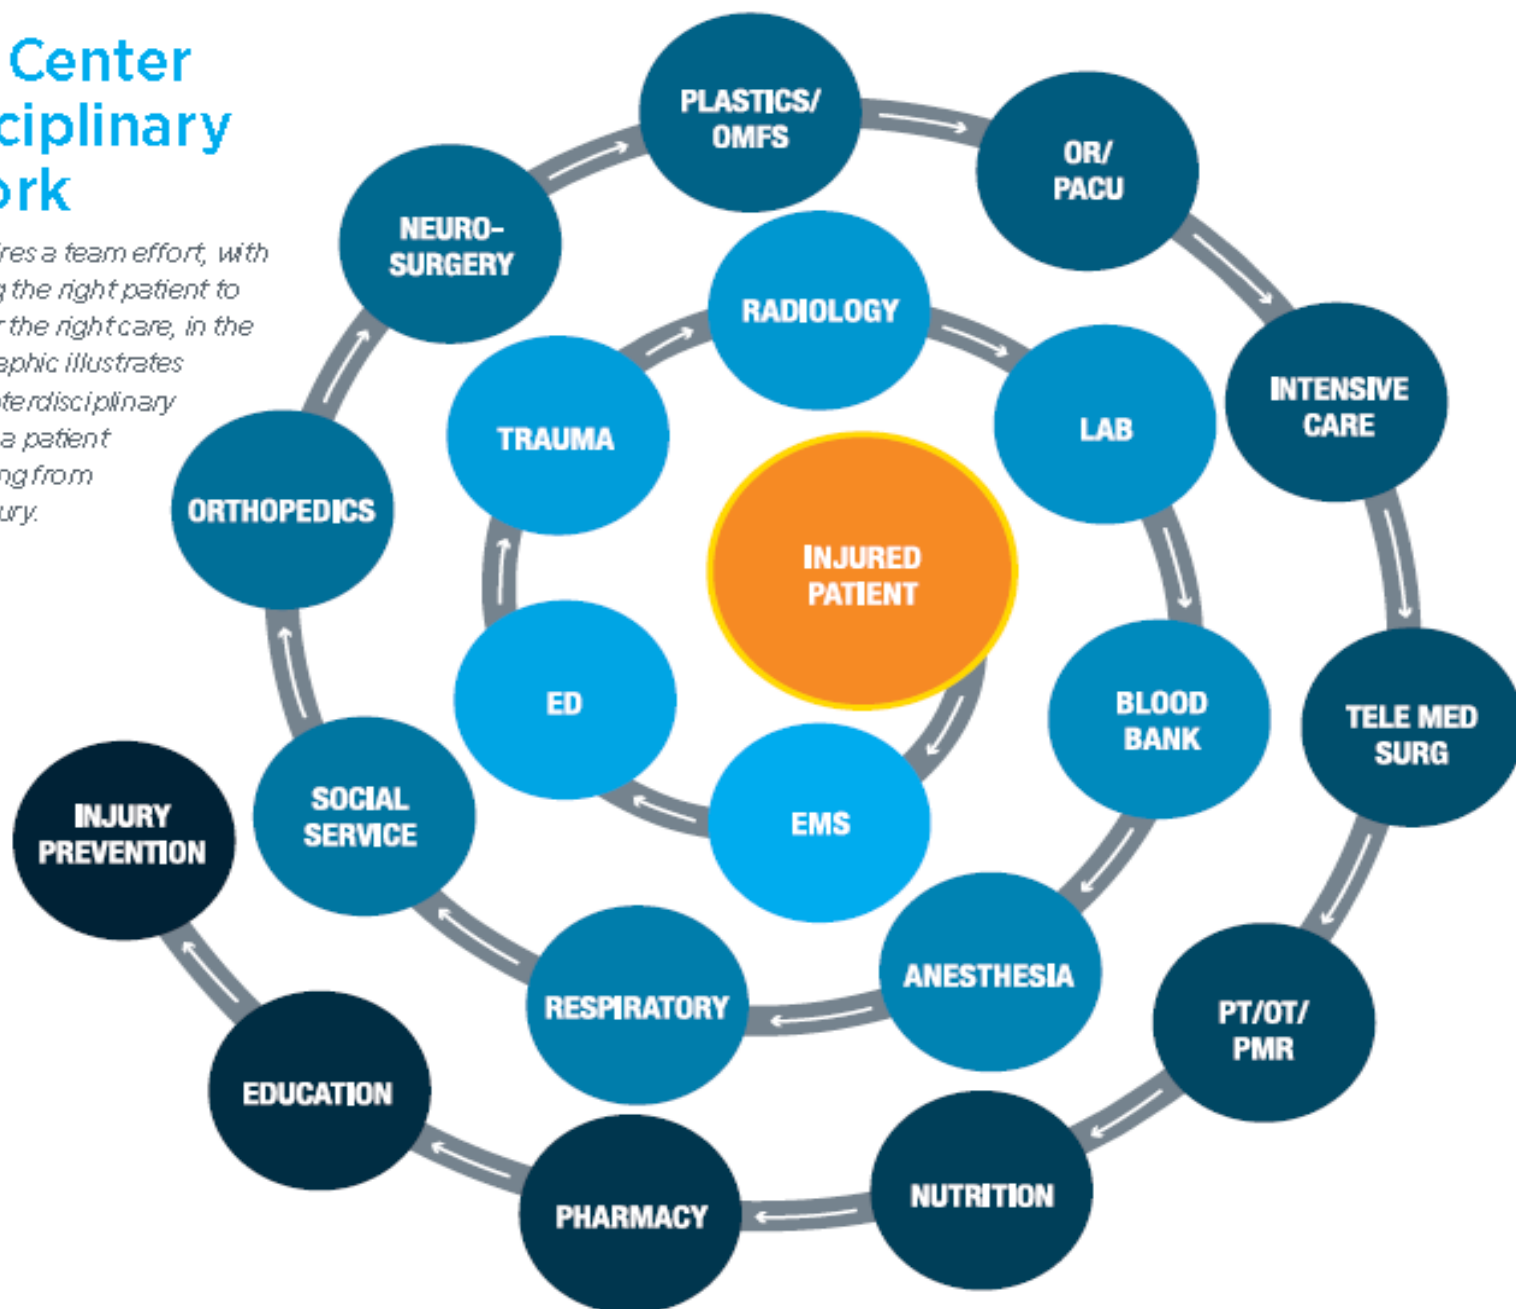 Center
ciplinary
ork
res a team effort, with
g the right patient to
r the right care, in the
aphic illustrates
terdisciplinary
a patient
ng from
ury.
PLASTICS/
OMFS
OR/
PACU
NEURO-
SURGERY
RADIOLOGY
INTENSIVE
CARE
TRAUMA
LAB
ORTHOPEDICS
INJURED
PATIENT
ED
BLOOD
BANK
TELE MED
SURG
SOCIAL
SERVICE
EMS
INJURY
PREVENTION
ANESTHESIA
RESPIRATORY
PT/OT/
PMR
EDUCATION
NUTRITION
PHARMACY